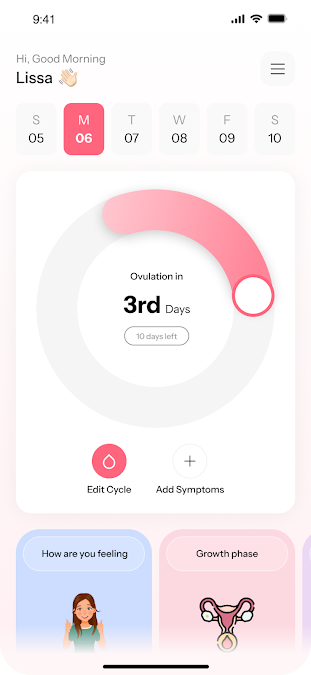 9:41
Hi, Good Morning
Lissa 👋🏻
S M T W F S
05 06 07 08 09 10
Ovulation in
3rd Days
10 days left
Edit Cycle Add Symptoms
How are you feeling Growth phase